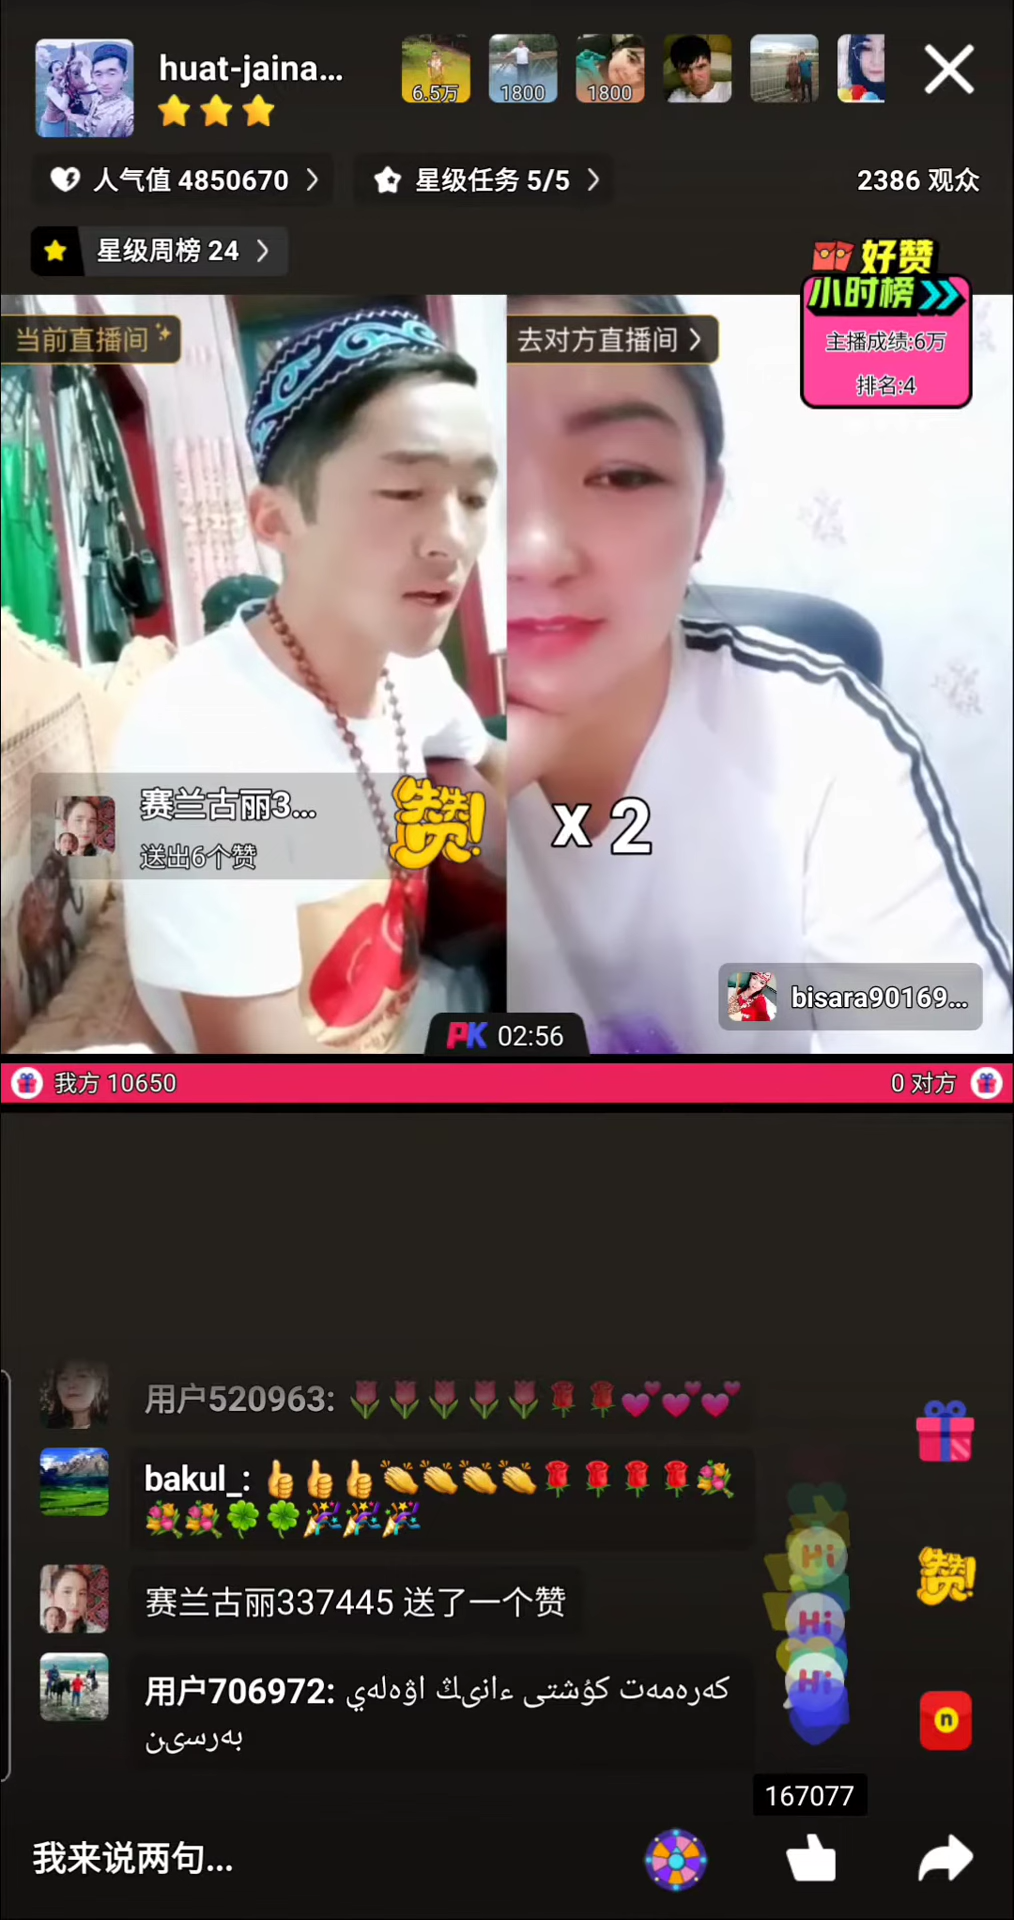 huat-jaina...
6.5万
1800
1800
人气值 4850670
星级任务 5/5
2386 观众
星级周榜 24
好赞
小时榜
主播成绩:6万
排名:4
当前直播间
去对方直播间
赛兰古丽3...
送出6个赞
赞!
x 2
bisara90169...
PK 02:56
我方 10650
0 对方
用户520963: 🌷🌷🌷🌷🌷🌹🌹💕💕💕
bakul_: 👍👍👍👏👏👏👏🌹🌹🌹🌹💐
💐💐🍀🍀🎉🎉🎉
赛兰古丽337445 送了一个赞
用户706972: كەرەمەت كۇشتى ءانىڭ اۋەلەي
بەرسىن
Hi
Hi
Hi
赞!
n
167077
我来说两句...